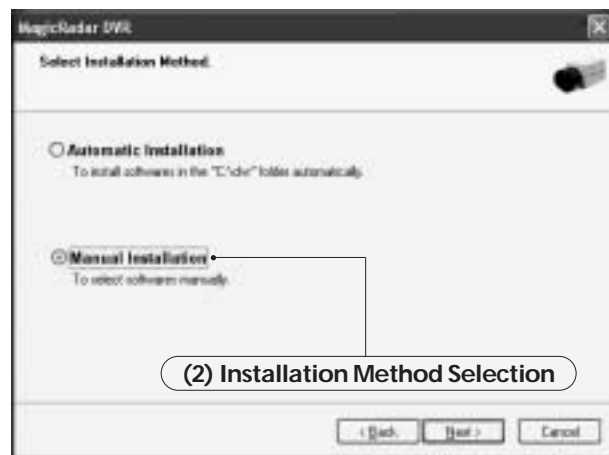 MagicRadar DVR
Select Installation Method.
Automatic Installation
To install softwares in the "C:\dvr" folder automatically.
Manual Installation
To select softwares manually.
(2) Installation Method Selection
< Back
Next >
Cancel